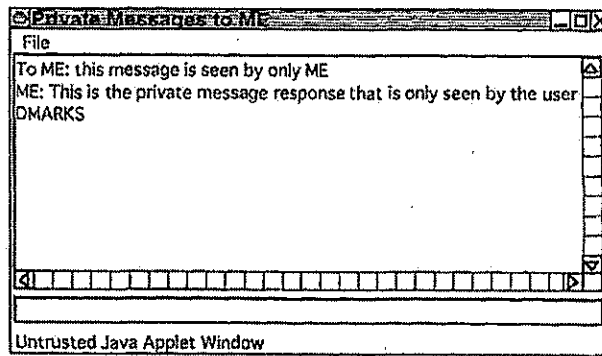 Private Messages to ME
File
To ME: this message is seen by only ME
ME: This is the private message response that is only seen by the user
DMARKS
Untrusted Java Applet Window